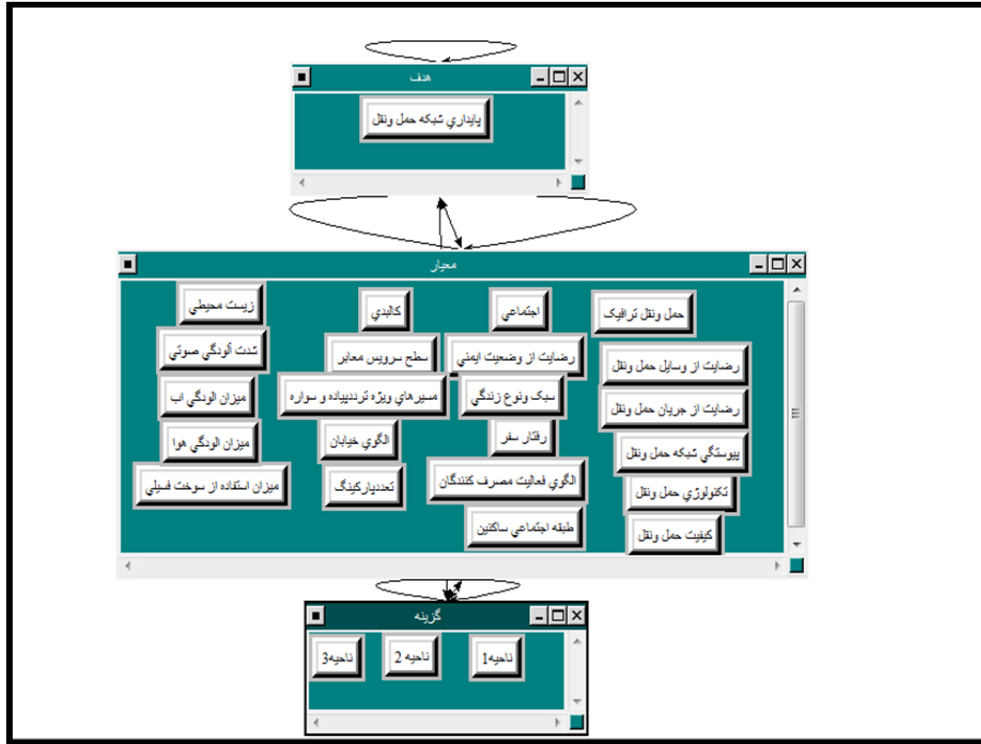 هدف
پايداري شبكه حمل ونقل
معيار
حمل ونقل ترافيک
اجتماعي
كالبدي
زيست محيطي
رضايت از وسايل حمل ونقل
رضايت از وضعيت ايمني
سطح سرويس معابر
شدت آلودگي صوتي
رضايت از جريان حمل ونقل
سبک ونوع زندگي
مسيرهاي ويژه ترددپياده و سواره
ميزان الودگي اب
پيوستگي شبكه حمل ونقل
رفتار سفر
الگوي خيابان
ميزان الودگي هوا
تكنولوژي حمل ونقل
الگوي فعاليت مصرف كنندگان
تعددپاركينگ
ميزان استفاده از سوخت فسيلي
كيفيت حمل ونقل
طبقه اجتماعي ساكنين
گزينه
ناحيه1
ناحيه 2
ناحيه3